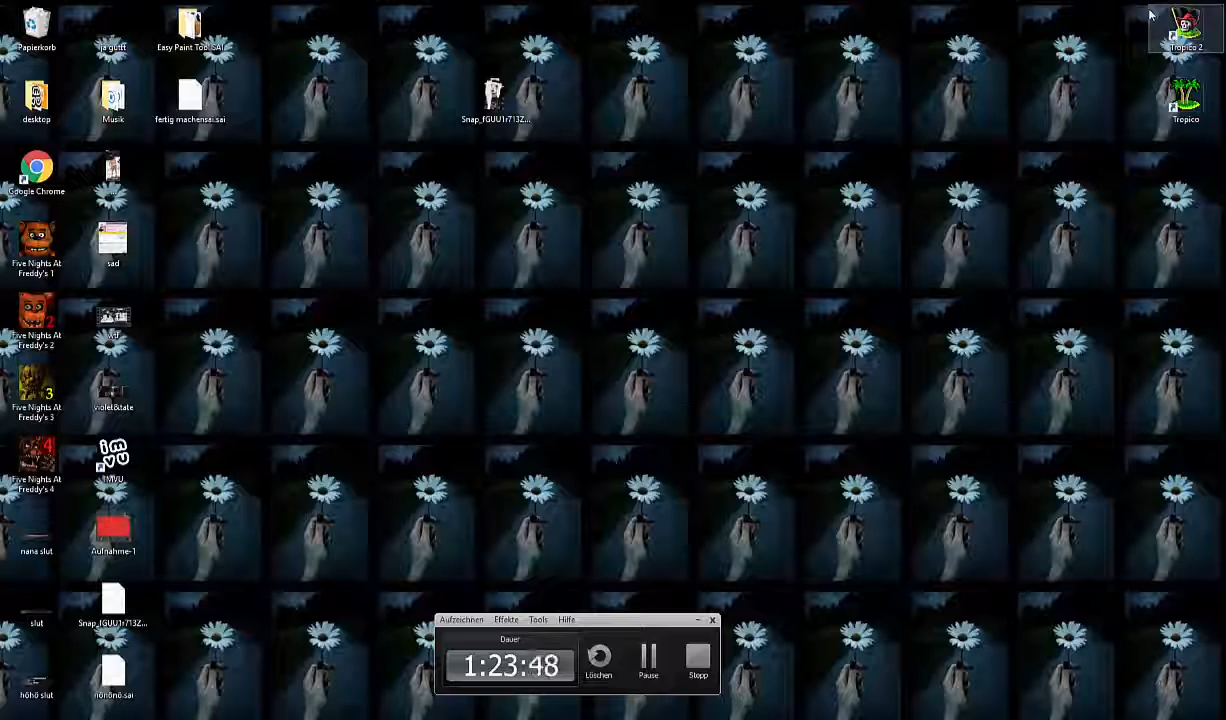 Papierkorb
ja guttt
Easy Paint Tool SAI
Tropico 2
desktop
Musik
fertig machensai.sai
Snap_fGUU1r713Z...
Tropico
Google Chrome
...
Five Nights At
Freddy's 1
sad
Five Nights At
Freddy's 2
wtf
Five Nights At
Freddy's 3
violet&tate
Five Nights At
Freddy's 4
IMVU
nana slut
Aufnahme-1
slut
Snap_fGUU1r713Z...
höhö slut
nönönö.sai
Aufzeichnen Effekte Tools Hilfe
Dauer
1:23:48
Löschen
Pause
Stopp